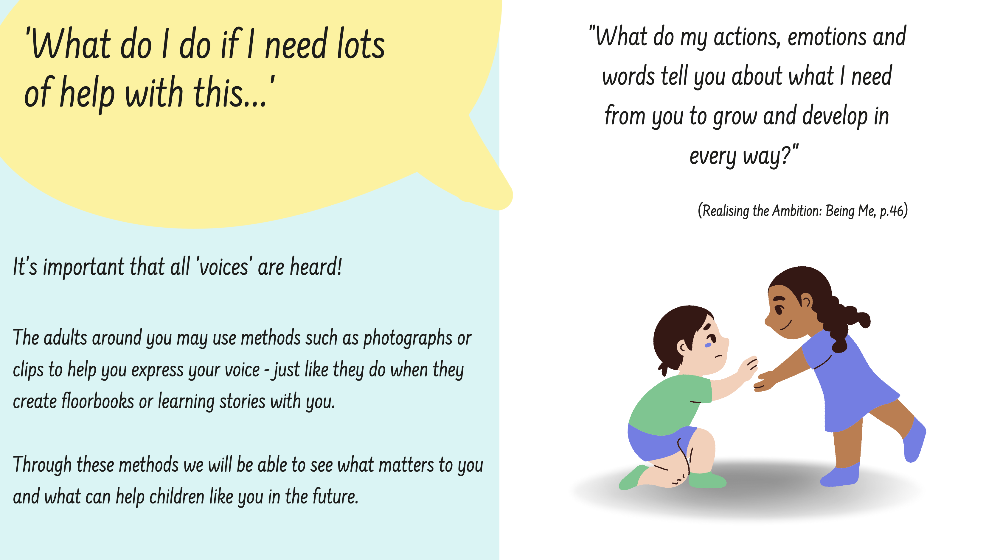 'What do I do if I need lots
of help with this...'
It's important that all 'voices' are heard!
The adults around you may use methods such as photographs or
clips to help you express your voice - just like they do when they
create floorbooks or learning stories with you.
Through these methods we will be able to see what matters to you
and what can help children like you in the future.
"What do my actions, emotions and
words tell you about what I need
from you to grow and develop in
every way?"
(Realising the Ambition: Being Me, p.46)